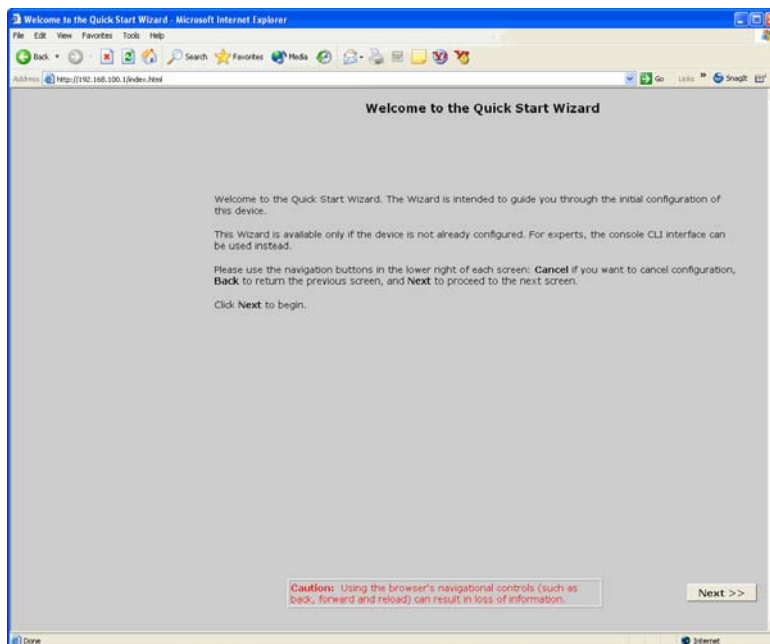 Welcome to the Quick Start Wizard - Microsoft Internet Explorer
File Edit View Favorites Tools Help
Back Search Favorites Media
Address http://192.168.100.1/index.html Go Links » SnagIt
Welcome to the Quick Start Wizard
Welcome to the Quick Start Wizard. The Wizard is intended to guide you through the initial configuration of
this device.
This Wizard is available only if the device is not already configured. For experts, the console CLI interface can
be used instead.
Please use the navigation buttons in the lower right of each screen: Cancel if you want to cancel configuration,
Back to return the previous screen, and Next to proceed to the next screen.
Click Next to begin.
Caution: Using the browser's navigational controls (such as
back, forward and reload) can result in loss of information.
Next >>
Done Internet